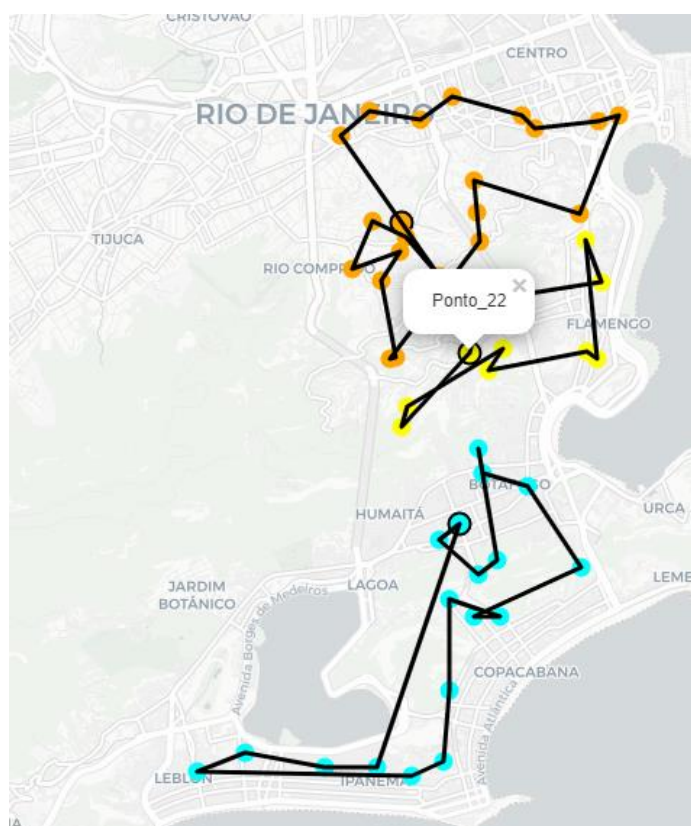 CRISTOVÃO
CENTRO
RIO DE JANEIRO
TIJUCA
RIO COMPRIDO
×
Ponto_22
FLAMENGO
BOTAFOGO
HUMAITÁ
URCA
JARDIM
BOTÂNICO
LAGOA
LEME
Avenida Borges de Medeiros
COPACABANA
Avenida Atlântica
LEBLON
IPANEMA